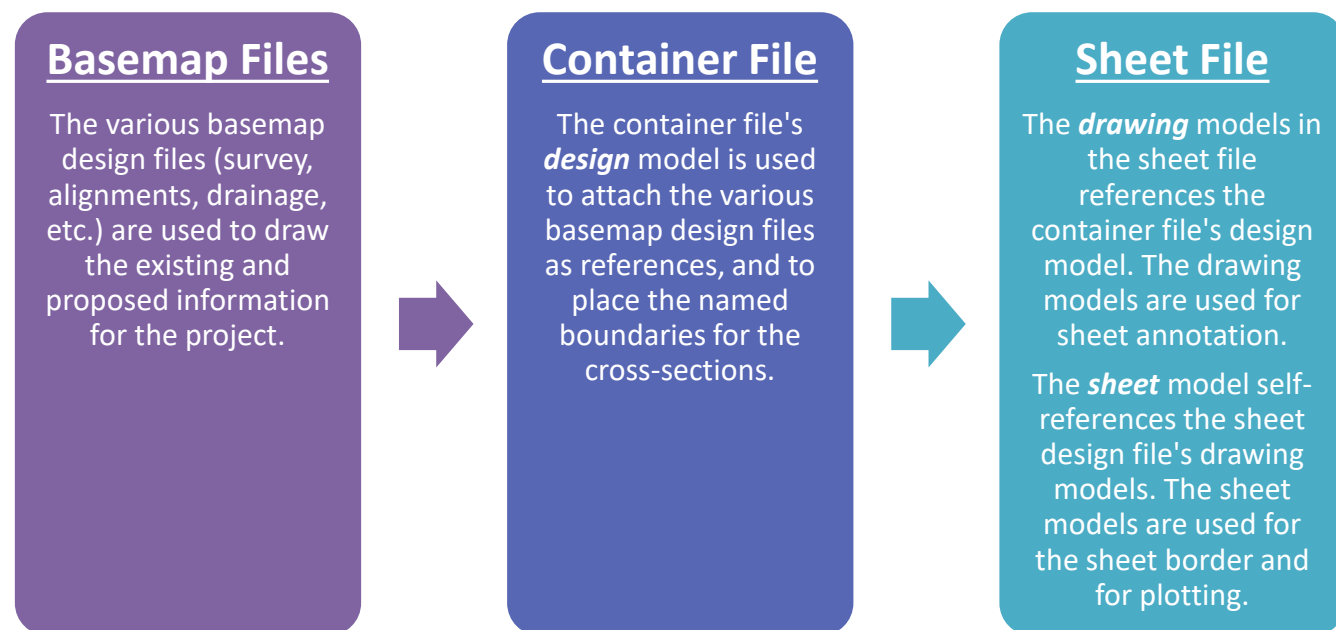 Basemap Files
The various basemap
design files (survey,
alignments, drainage,
etc.) are used to draw
the existing and
proposed information
for the project.
Container File
The container file's
design model is used
to attach the various
basemap design files
as references, and to
place the named
boundaries for the
cross-sections.
Sheet File
The drawing models in
the sheet file
references the
container file's design
model. The drawing
models are used for
sheet annotation.
The sheet model self-
references the sheet
design file's drawing
models. The sheet
models are used for
the sheet border and
for plotting.